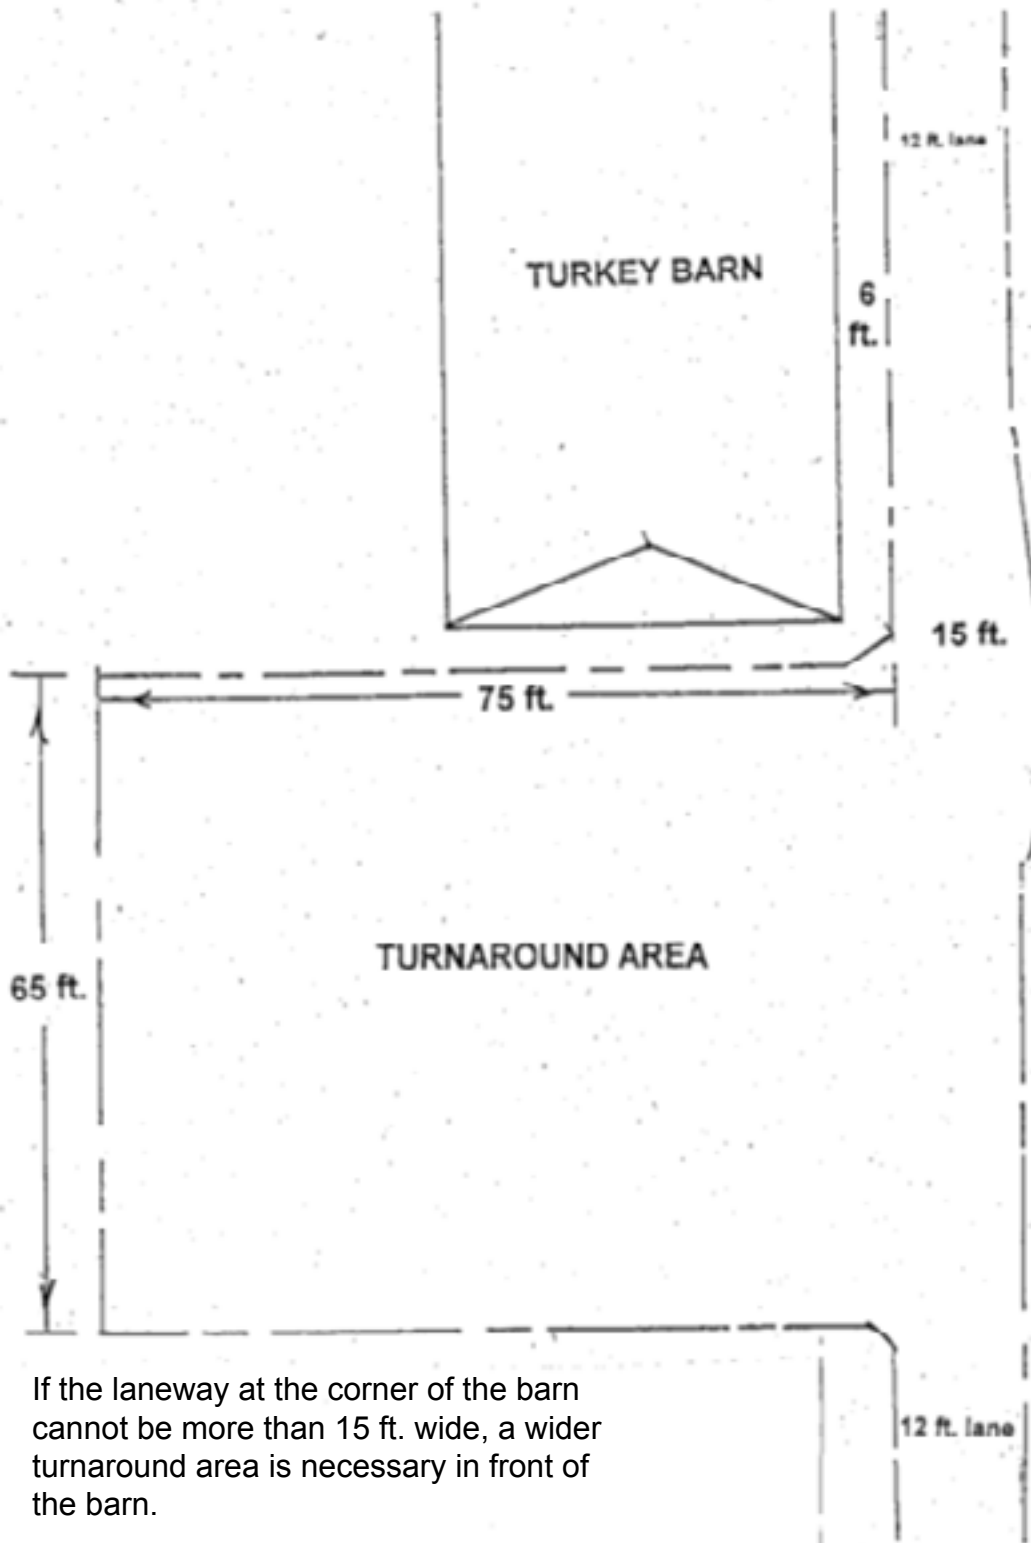 12 ft. lane
TURKEY BARN
6
ft.
15 ft.
75 ft.
TURNAROUND AREA
65 ft.
If the laneway at the corner of the barn
cannot be more than 15 ft. wide, a wider
turnaround area is necessary in front of
the barn.
12 ft. lane